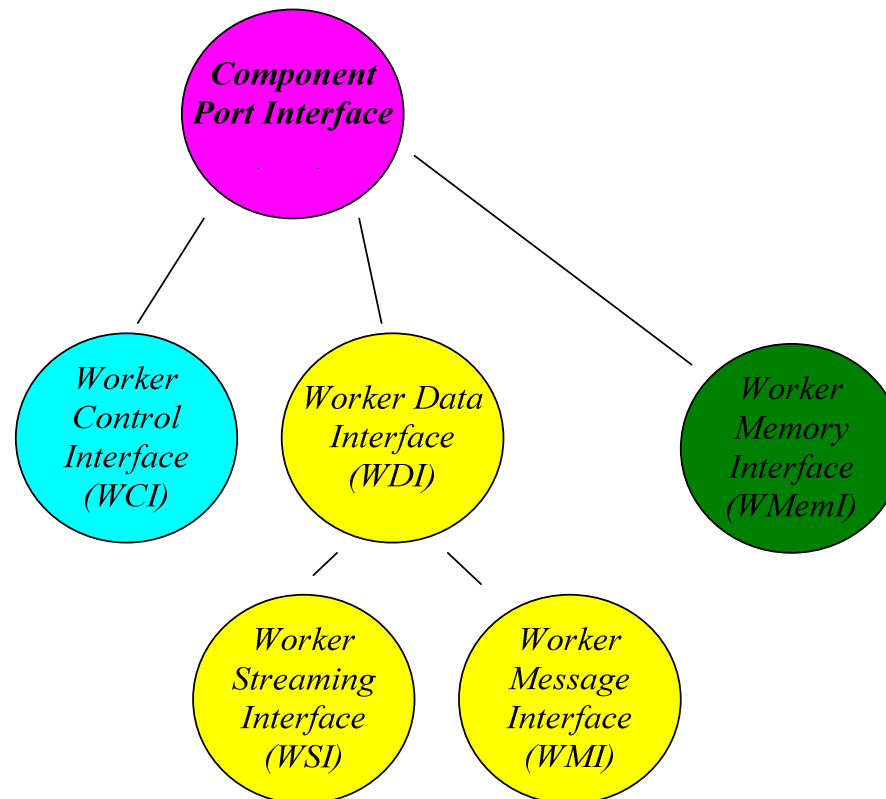 Component
Port Interface
Worker
Control
Interface
(WCI)
Worker Data
Interface
(WDI)
Worker
Memory
Interface
(WMemI)
Worker
Streaming
Interface
(WSI)
Worker
Message
Interface
(WMI)